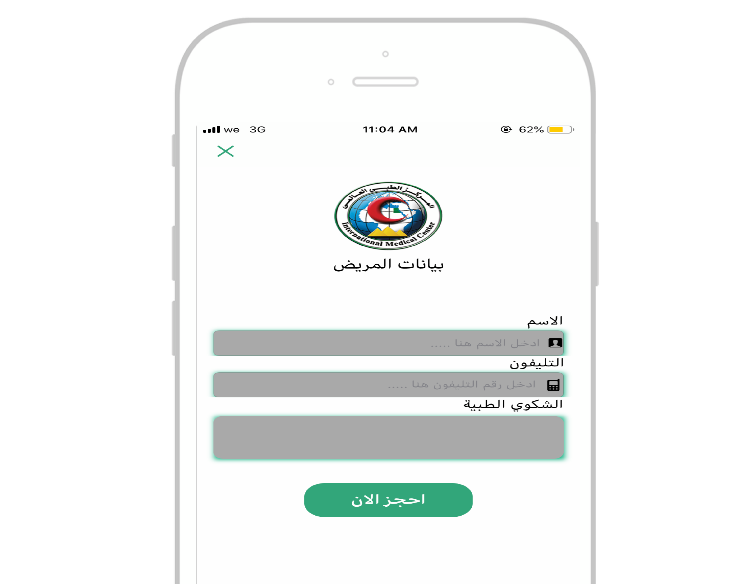 we 3G 11:04 AM 62%
المركز الطبي العالمي
International Medical Center
بيانات المريض
الاسم
ادخل الاسم هنا .....
التليفون
ادخل رقم التليفون هنا .....
الشكوي الطبية
احجز الان